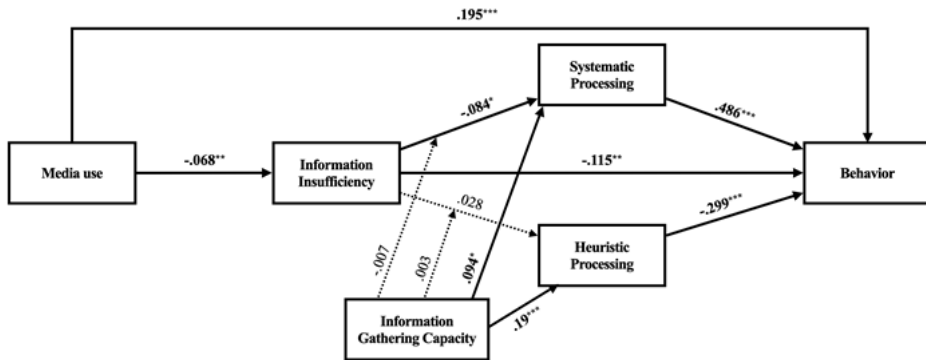 .195***
Systematic
Processing
-.084*
.486***
Media use
-.068**
Information
Insufficiency
-.115**
Behavior
.028
-.299***
Heuristic
Processing
-.007
.003
.094*
.19***
Information
Gathering Capacity